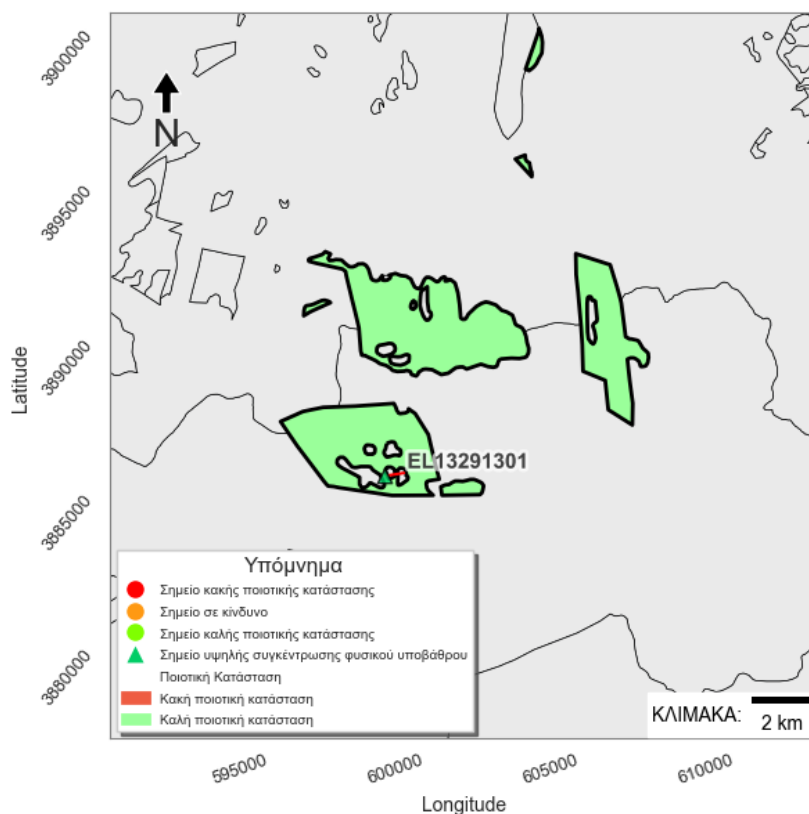 3900000
N
3895000
3890000
Latitude
EL13291301
3885000
Υπόμνημα
Σημείο κακής ποιοτικής κατάστασης
Σημείο σε κίνδυνο
Σημείο καλής ποιοτικής κατάστασης
Σημείο υψηλής συγκέντρωσης φυσικού υποβάθρου
Ποιοτική Κατάσταση
Κακή ποιοτική κατάσταση
Καλή ποιοτική κατάσταση
3880000
ΚΛΙΜΑΚΑ:
2 km
595000
600000
605000
610000
Longitude